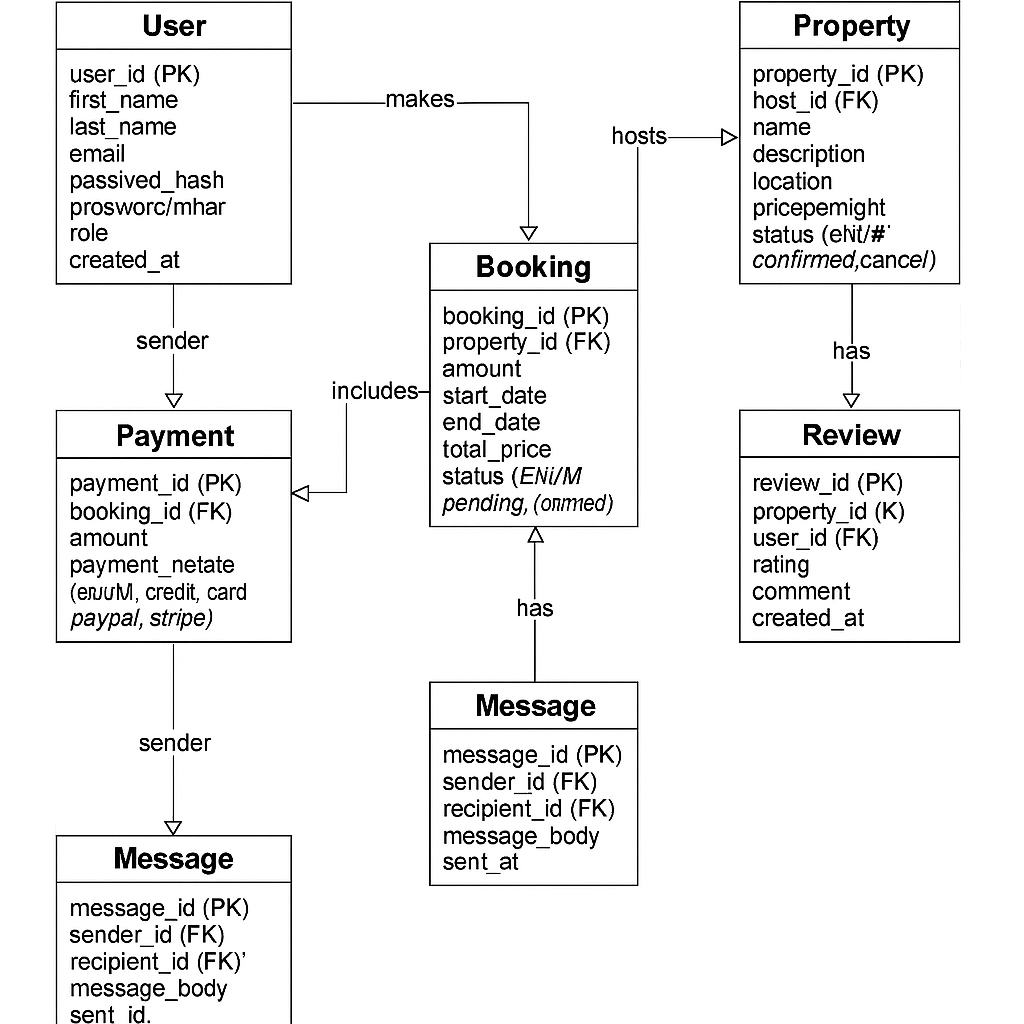 User
user_id (PK)
first_name
last_name
email
passived_hash
prosworc/mhar
role
created_at
makes
hosts
Property
property_id (PK)
host_id (FK)
name
description
location
pricepemight
status
confirmed,cancel)
sender
includes
has
Booking
booking_id (PK)
property_id (FK)
amount
start_date
end_date
total_price
status (ENi/M
pending,
Payment
payment_id (PK)
booking_id (FK)
amount
payment_netate
credit, card
paypal, stripe)
Review
review_id (PK)
property_id (K)
user_id (FK)
rating
comment
created_at
has
sender
Message
message_id (PK)
sender_id (FK)
recipient_id (FK)
message_body
sent_at
Message
message_id (PK)
sender_id (FK)
recipient_id (FK)'
message_body
sent_id.